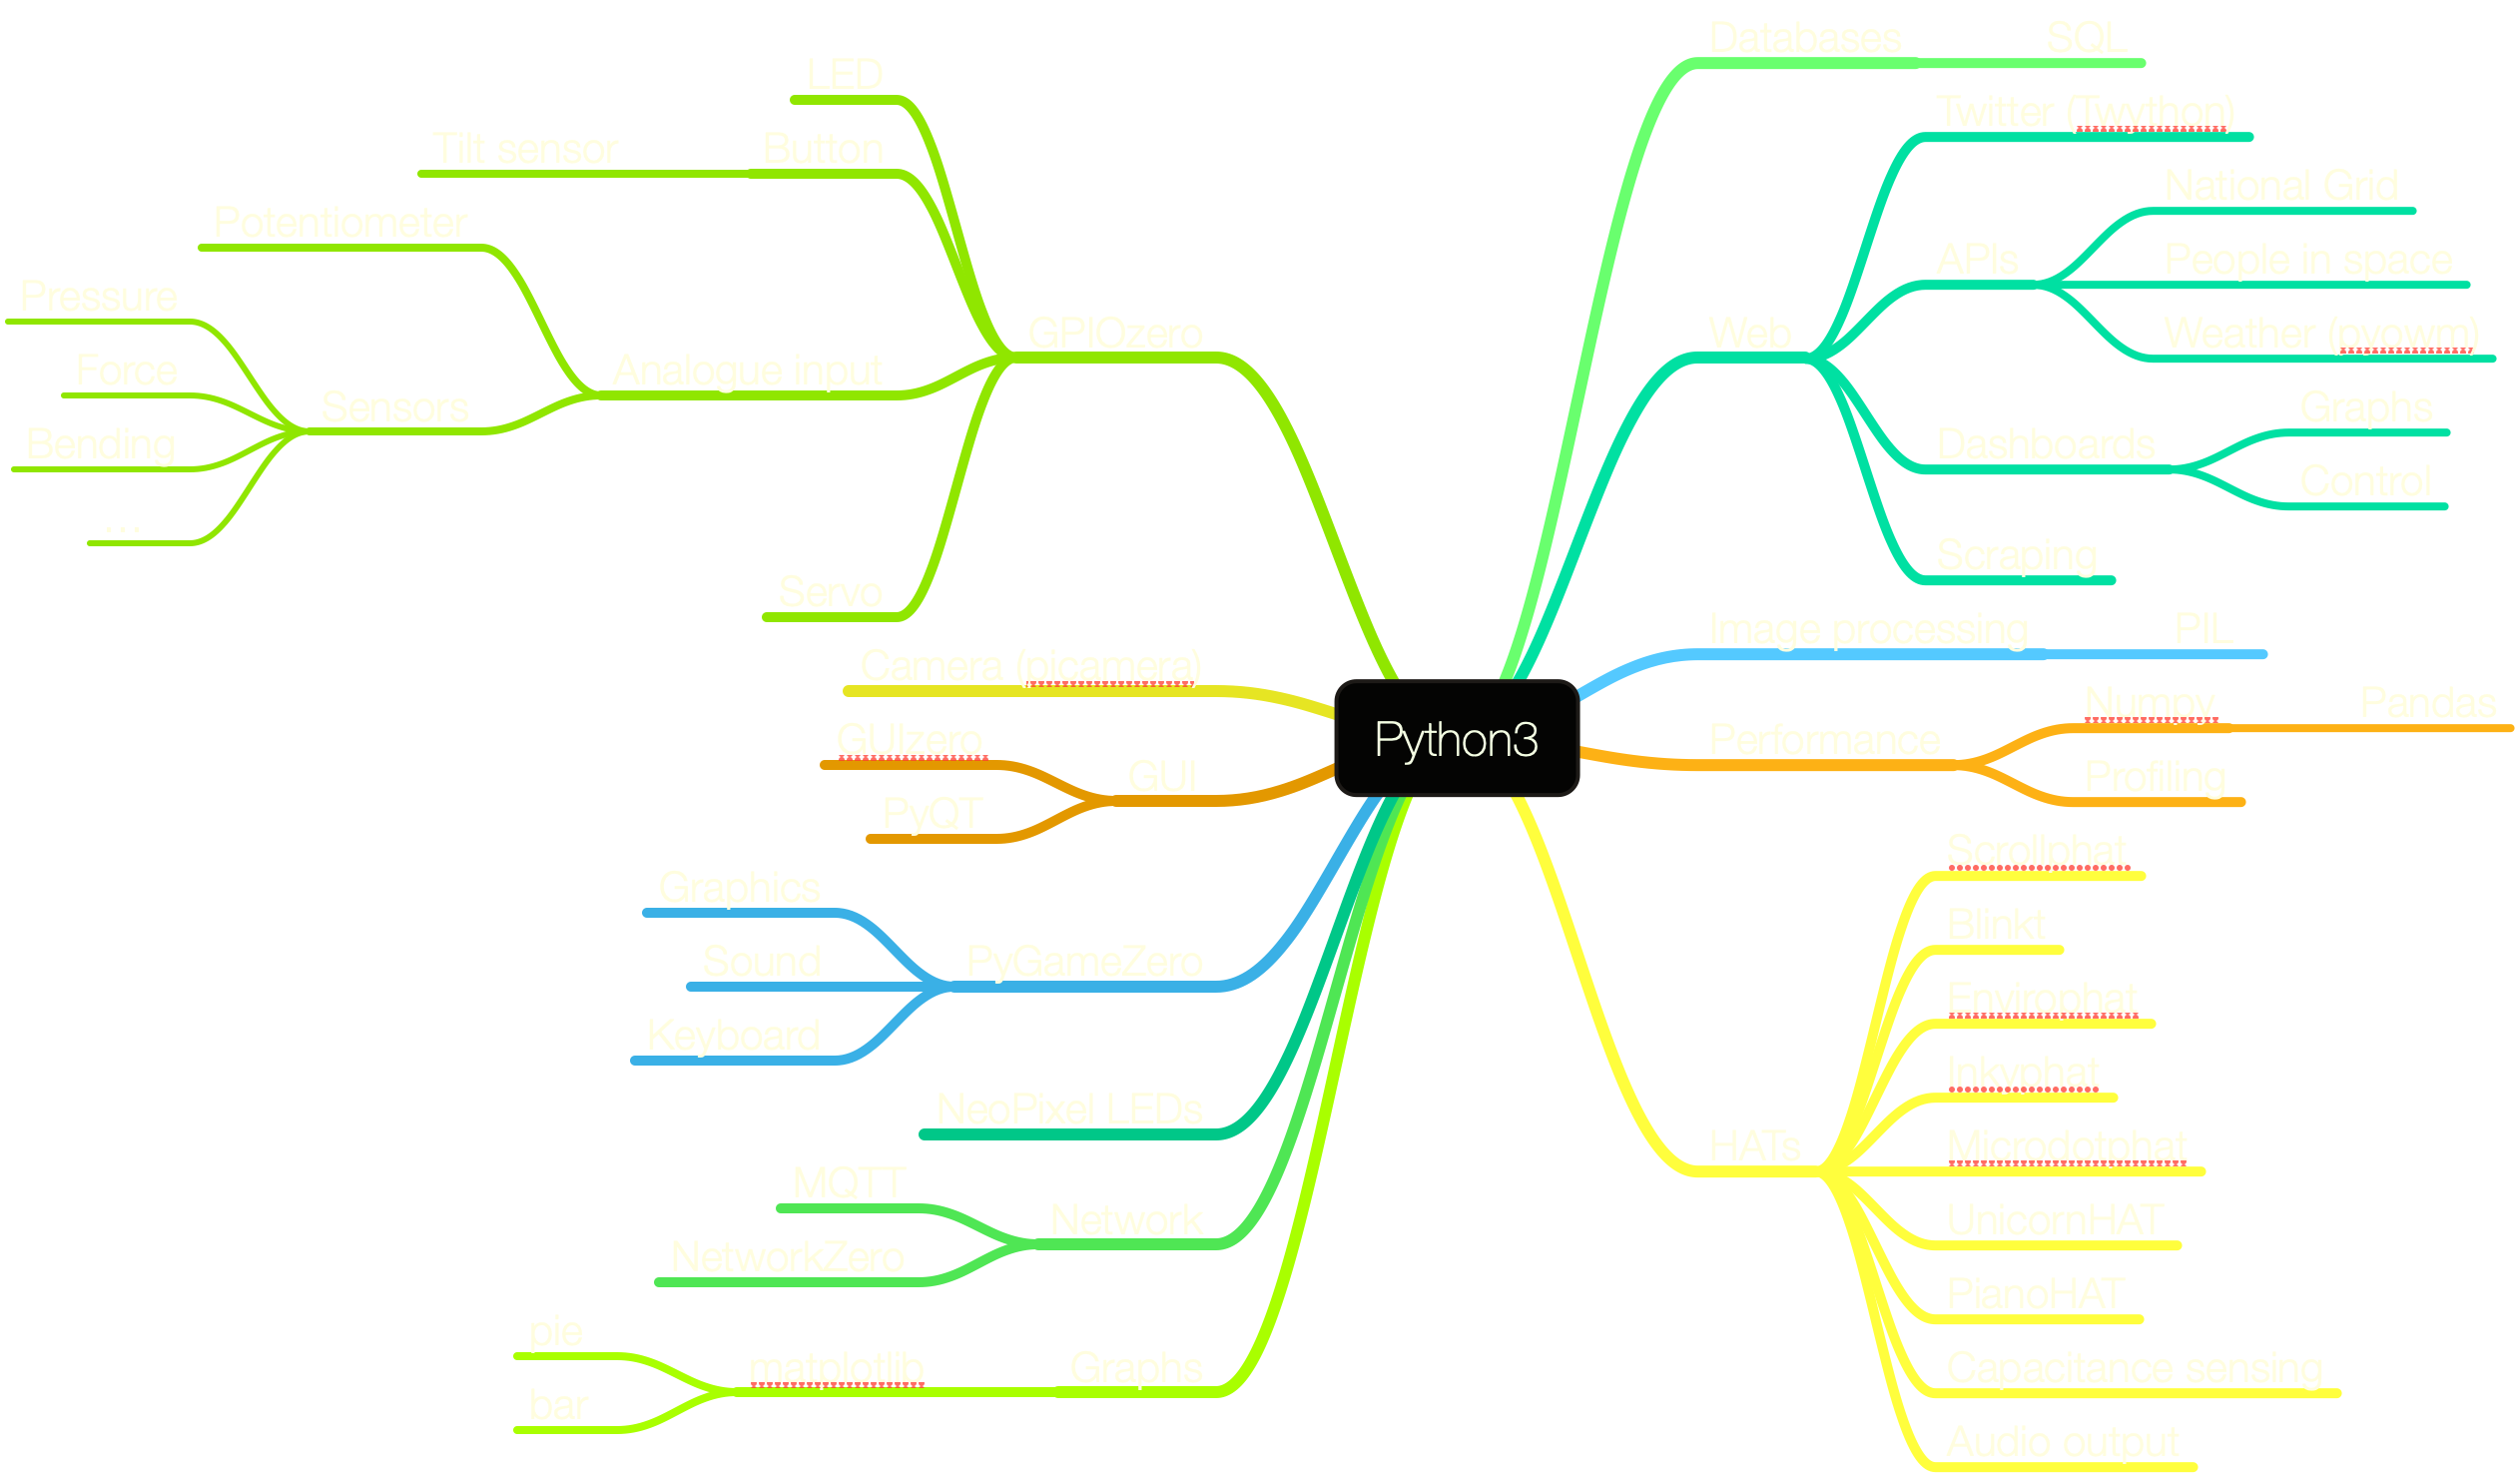 Python3
Databases
SQL
Web
Twitter (Twython)
APIs
National Grid
People in space
Weather (pyowm)
Dashboards
Graphs
Control
Scraping
Image processing
PIL
Performance
Numpy
Pandas
Profiling
HATs
Scrollphat
Blinkt
Envirophat
Inkyphat
Microdotphat
UnicornHAT
PianoHAT
Capacitance sensing
Audio output
GPIOzero
LED
Button
Tilt sensor
Analogue input
Potentiometer
Sensors
Pressure
Force
Bending
...
Servo
Camera (picamera)
GUI
GUIzero
PyQT
PyGameZero
Graphics
Sound
Keyboard
NeoPixel LEDs
Network
MQTT
NetworkZero
Graphs
matplotlib
pie
bar